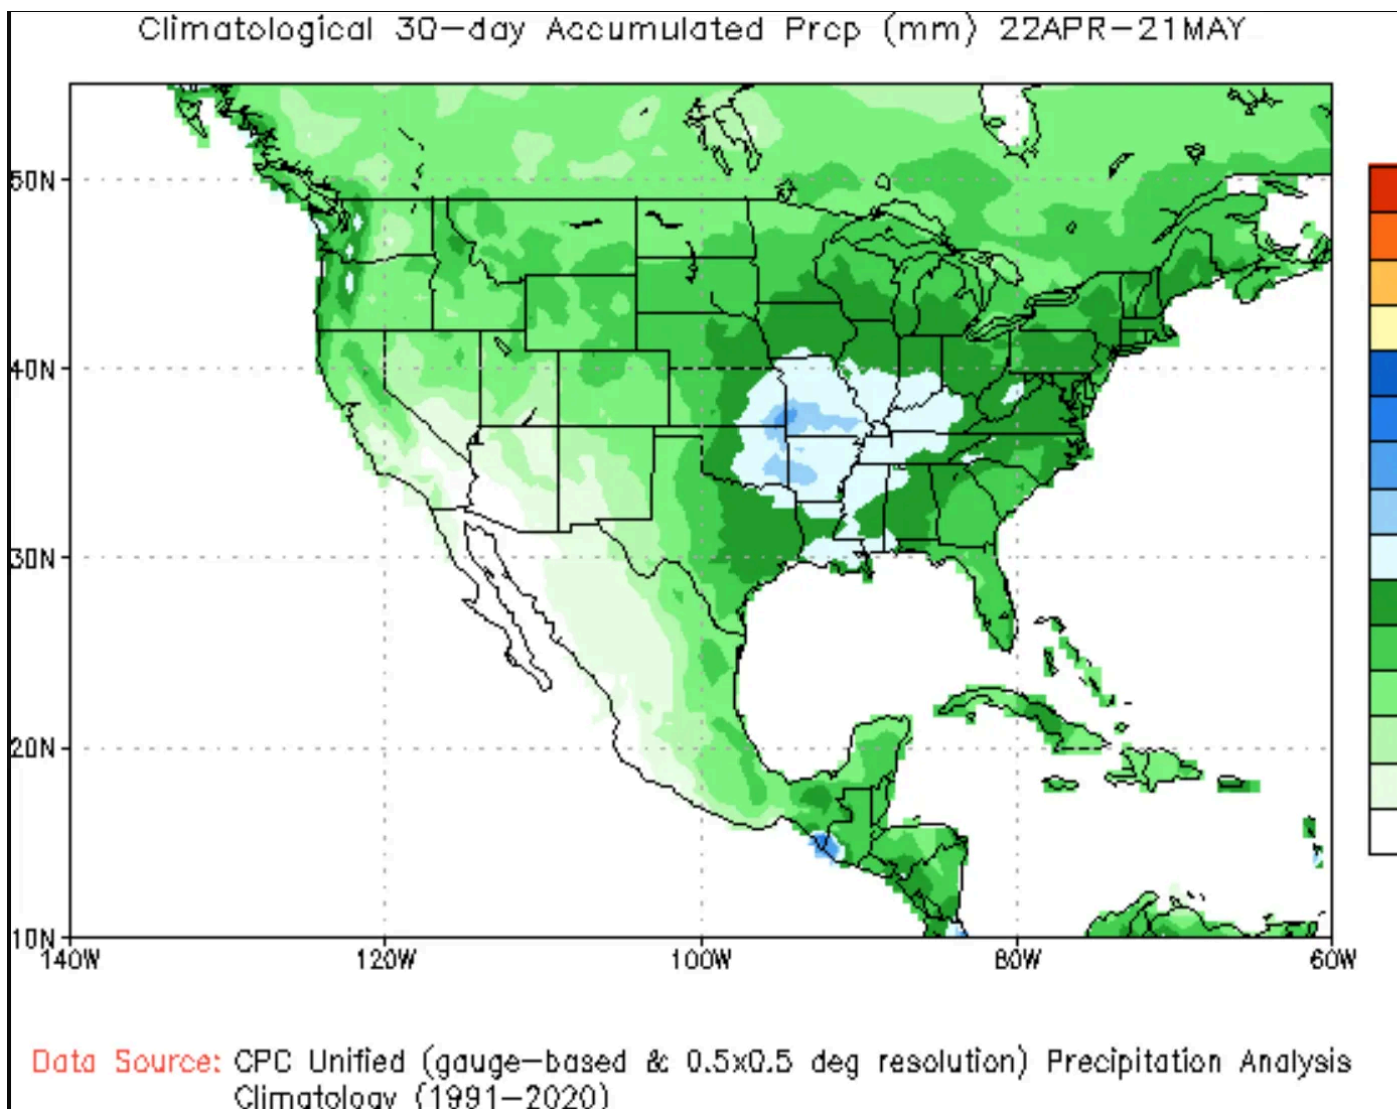 Climatological 30-day Accumulated Prcp (mm) 22APR-21MAY
50N
40N
30N
20N
10N
140W 120W 100W 80W 60W
Data Source: CPC Unified (gauge-based & 0.5x0.5 deg resolution) Precipitation Analysis
Climatology (1991-2020)